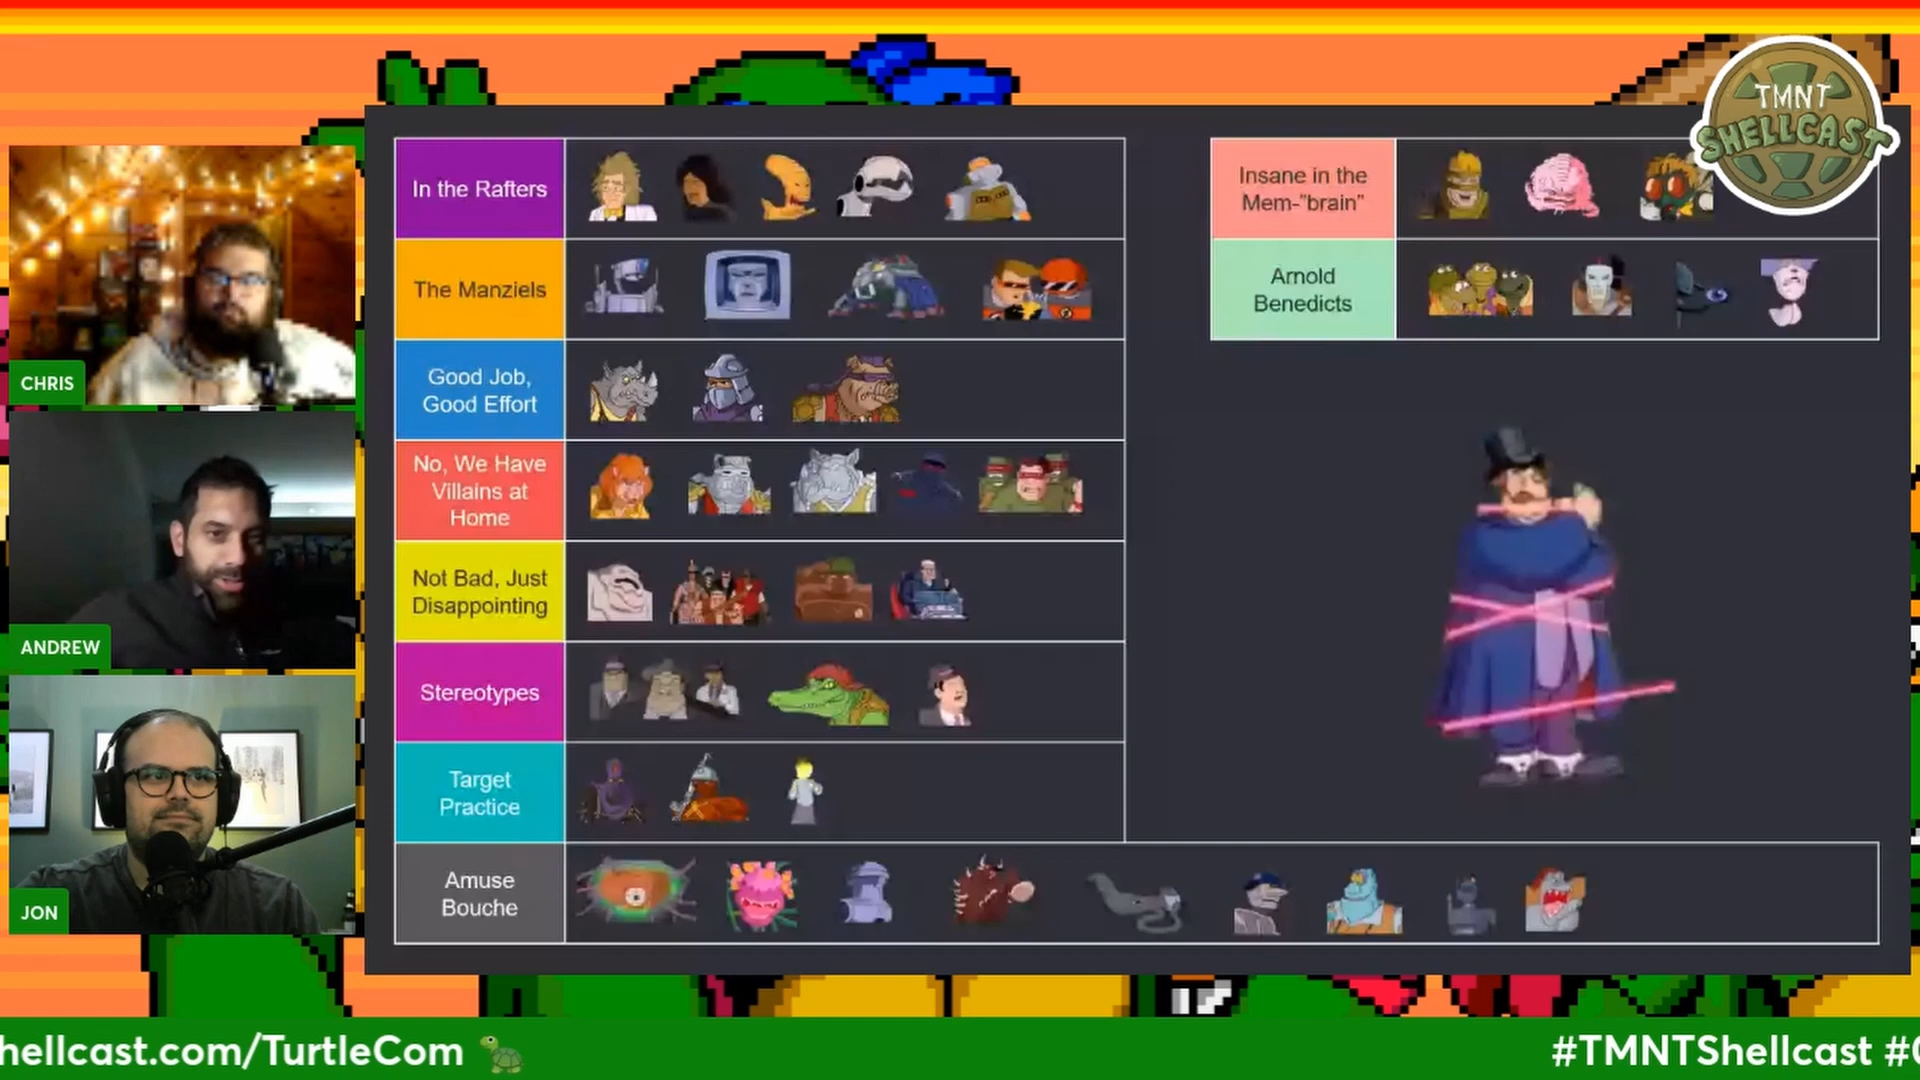 TMNT
SHELLCAST
In the Rafters
Insane in the
Mem-"brain"
The Manziels
Arnold
Benedicts
Good Job,
Good Effort
CHRIS
No, We Have
Villains at
Home
Not Bad, Just
Disappointing
ANDREW
Stereotypes
Target
Practice
Amuse
Bouche
JON
hellcast.com/TurtleCom
#TMNTShellcast #